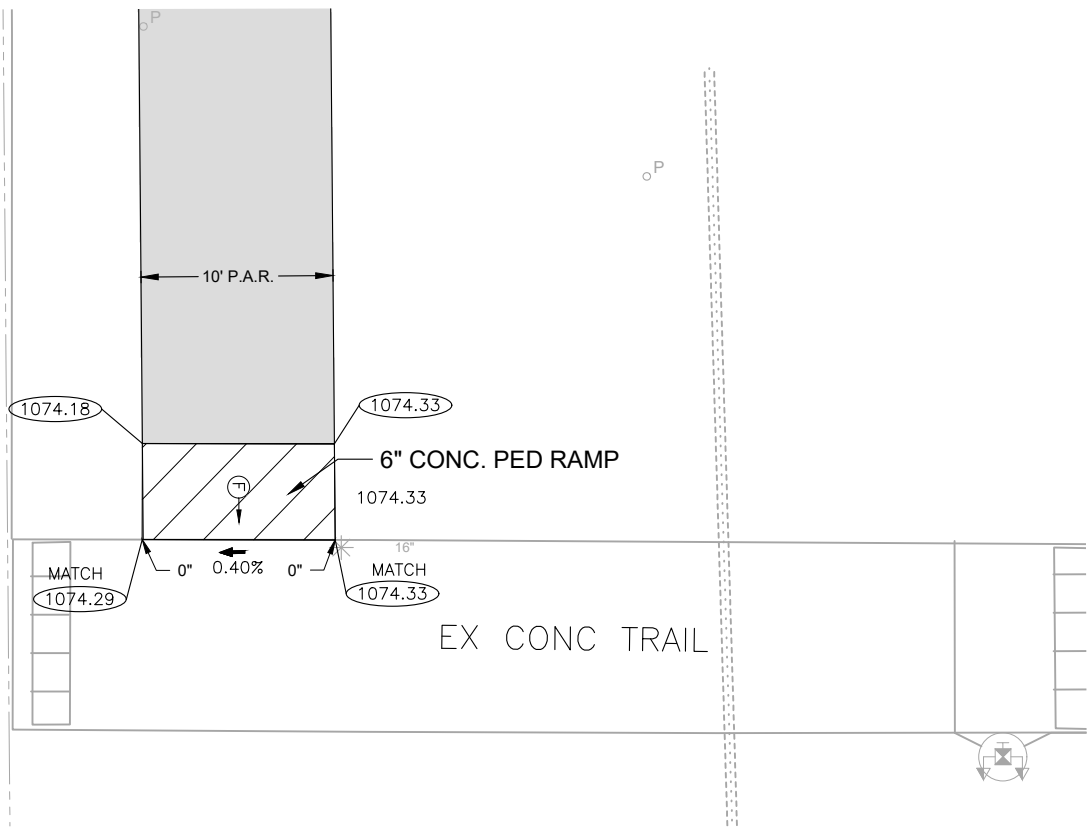 P
P
10' P.A.R.
1074.18
1074.33
6" CONC. PED RAMP
F
1074.33
16"
MATCH
0"
0.40%
0"
MATCH
1074.29
1074.33
EX CONC TRAIL